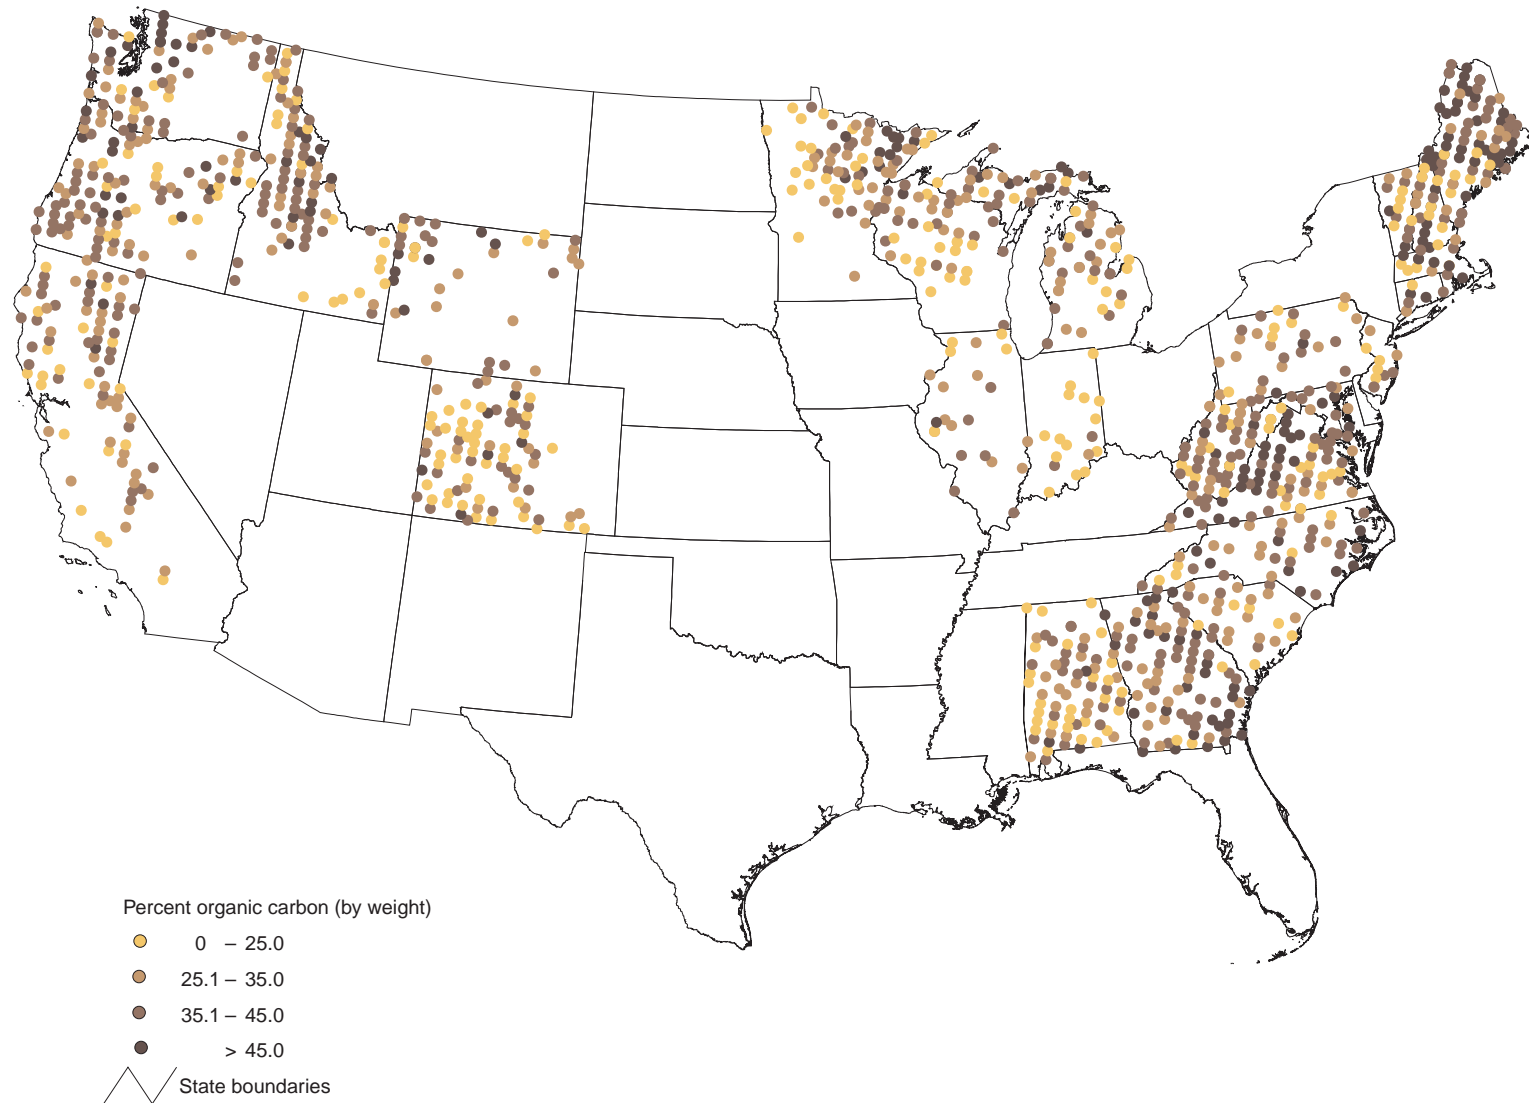 Percent organic carbon (by weight)
0 – 25.0
25.1 – 35.0
35.1 – 45.0
> 45.0
State boundaries